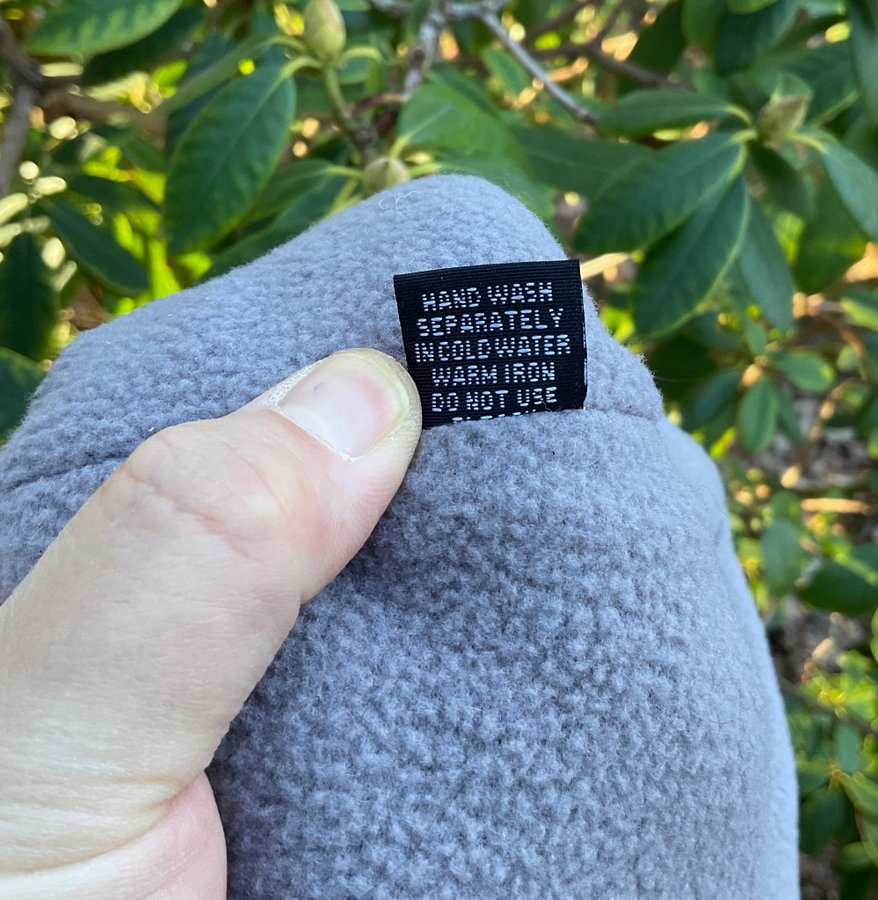 HAND WASH
SEPARATELY
IN COLD WATER
WARM IRON
DO NOT USE